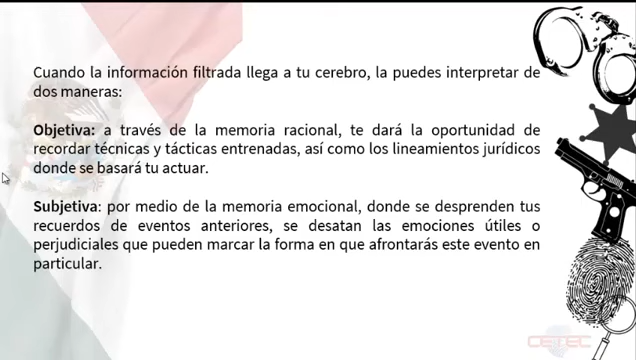 Cuando la información filtrada llega a tu cerebro, la puedes interpretar de
dos maneras:
Objetiva: a través de la memoria racional, te dará la oportunidad de
recordar técnicas y tácticas entrenadas, así como los lineamientos jurídicos
donde se basará tu actuar.
Subjetiva: por medio de la memoria emocional, donde se desprenden tus
recuerdos de eventos anteriores, se desatan las emociones útiles o
perjudiciales que pueden marcar la forma en que afrontarás este evento en
particular.
CETEC